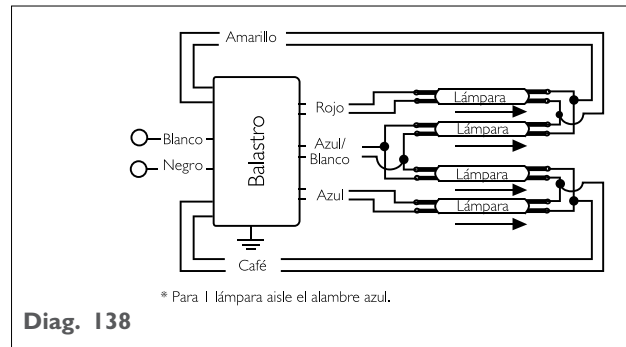 Amarillo
Lámpara
Rojo
Lámpara
Blanco
Azul/
Blanco
Balastro
Negro
Lámpara
Azul
Lámpara
Café
* Para 1 lámpara aisle el alambre azul.
Diag. 138